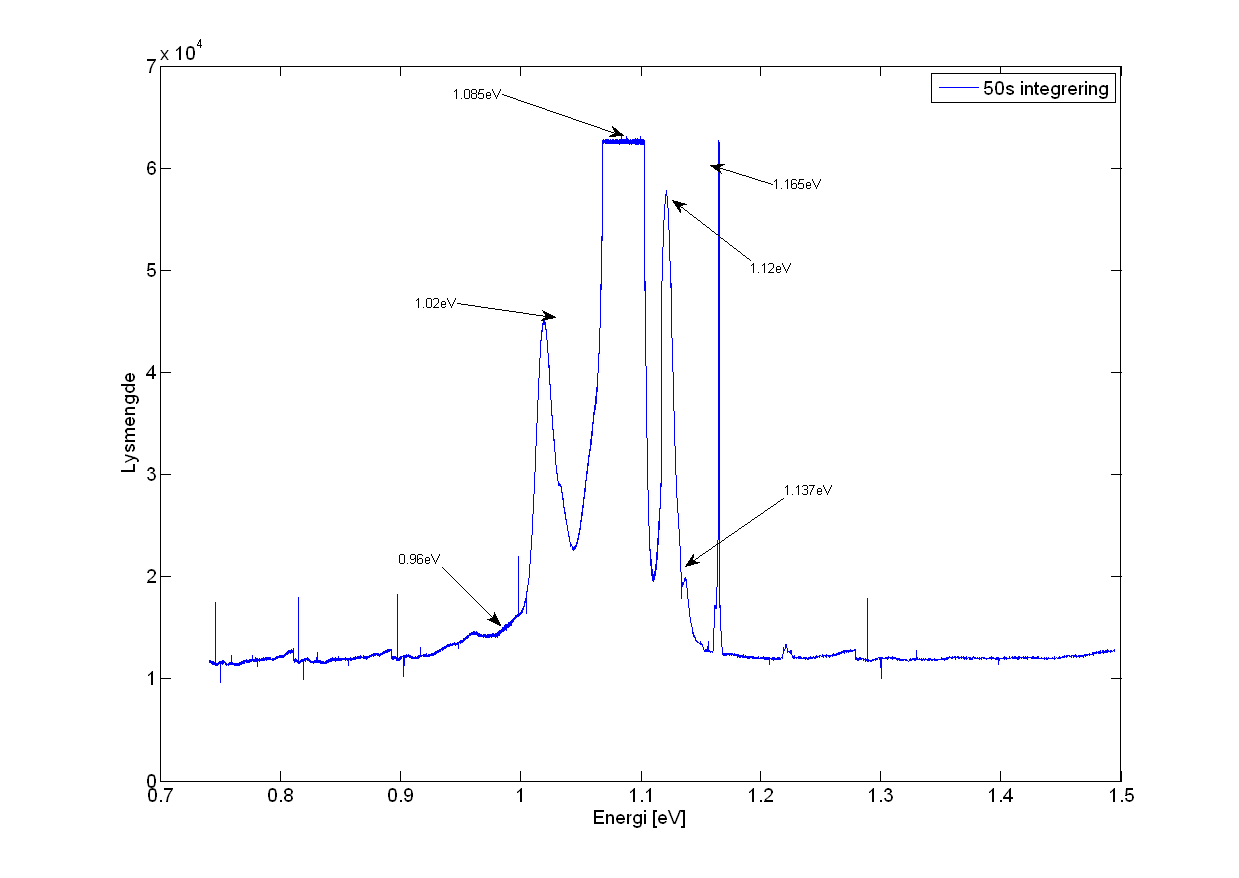 x 10^4
7
50s integrering
1.085eV
6
1.165eV
5
1.12eV
1.02eV
4
Lysmengde
3
1.137eV
2
0.96eV
1
0
0.7 0.8 0.9 1 1.1 1.2 1.3 1.4 1.5
Energi [eV]